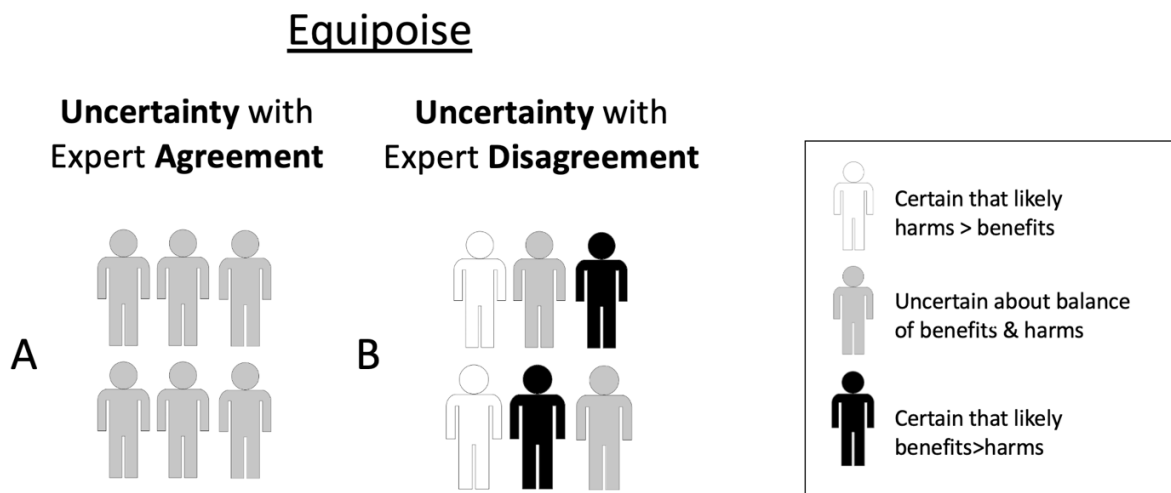 Equipoise
Uncertainty with
Expert Agreement
Uncertainty with
Expert Disagreement
A
B
Certain that likely
harms > benefits
Uncertain about balance
of benefits & harms
Certain that likely
benefits>harms